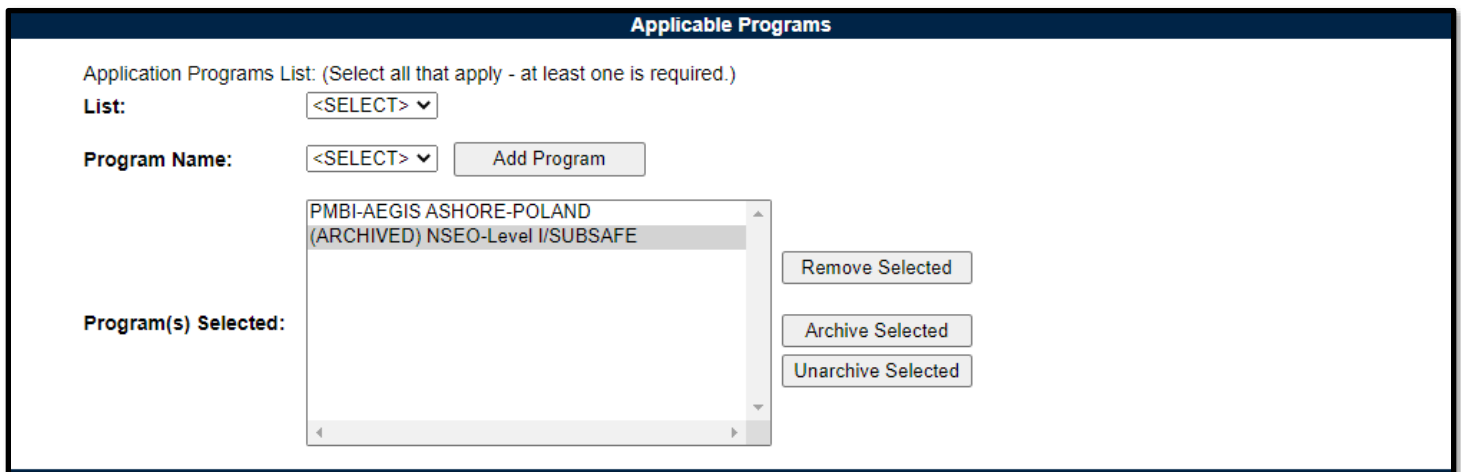 Applicable Programs
Application Programs List: (Select all that apply - at least one is required.)
List: <SELECT>
Program Name: <SELECT> Add Program
PMBI-AEGIS ASHORE-POLAND
(ARCHIVED) NSEO-Level I/SUBSAFE
Remove Selected
Program(s) Selected:
Archive Selected
Unarchive Selected